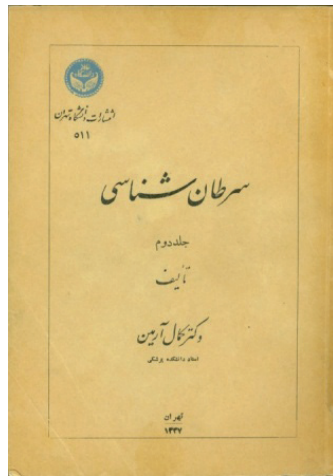 انتشارات دانشگاه تهران
۵۱۱
سرطان شناسی
جلد دوم
تألیف
دکتر کمال آرمین
استاد دانشکده پزشکی
تهران
۱۳۳۷